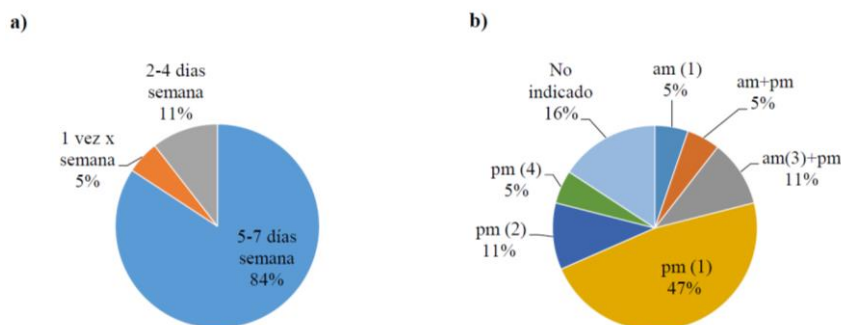 a)
2-4 dias
semana
11%
1 vez x
semana
5%
5-7 días
semana
84%
b)
No
indicado
16%
am (1)
5%
am+pm
5%
am(3)+pm
11%
pm (4)
5%
pm (2)
11%
pm (1)
47%